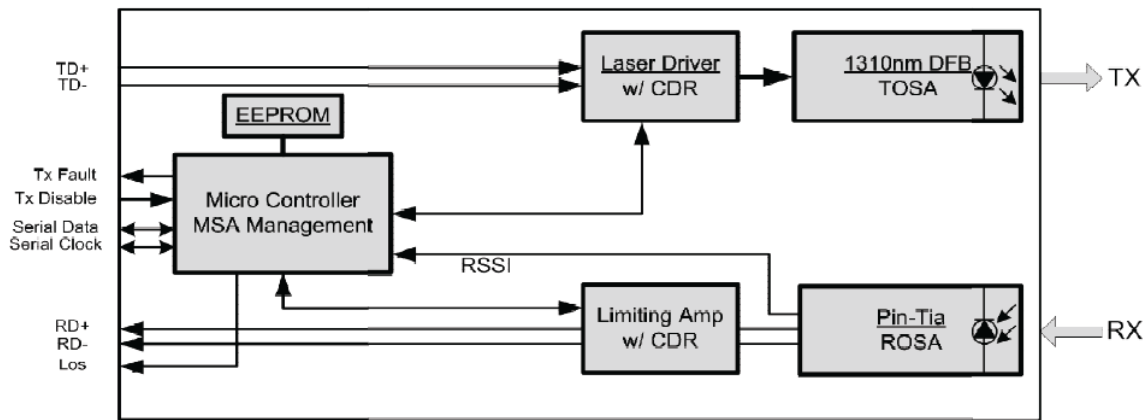 TD+
TD-
Laser Driver
w/ CDR
1310nm DFB
TOSA
TX
EEPROM
Tx Fault
Tx Disable
Serial Data
Serial Clock
Micro Controller
MSA Management
RSSI
RD+
RD-
Los
Limiting Amp
w/ CDR
Pin-Tia
ROSA
RX